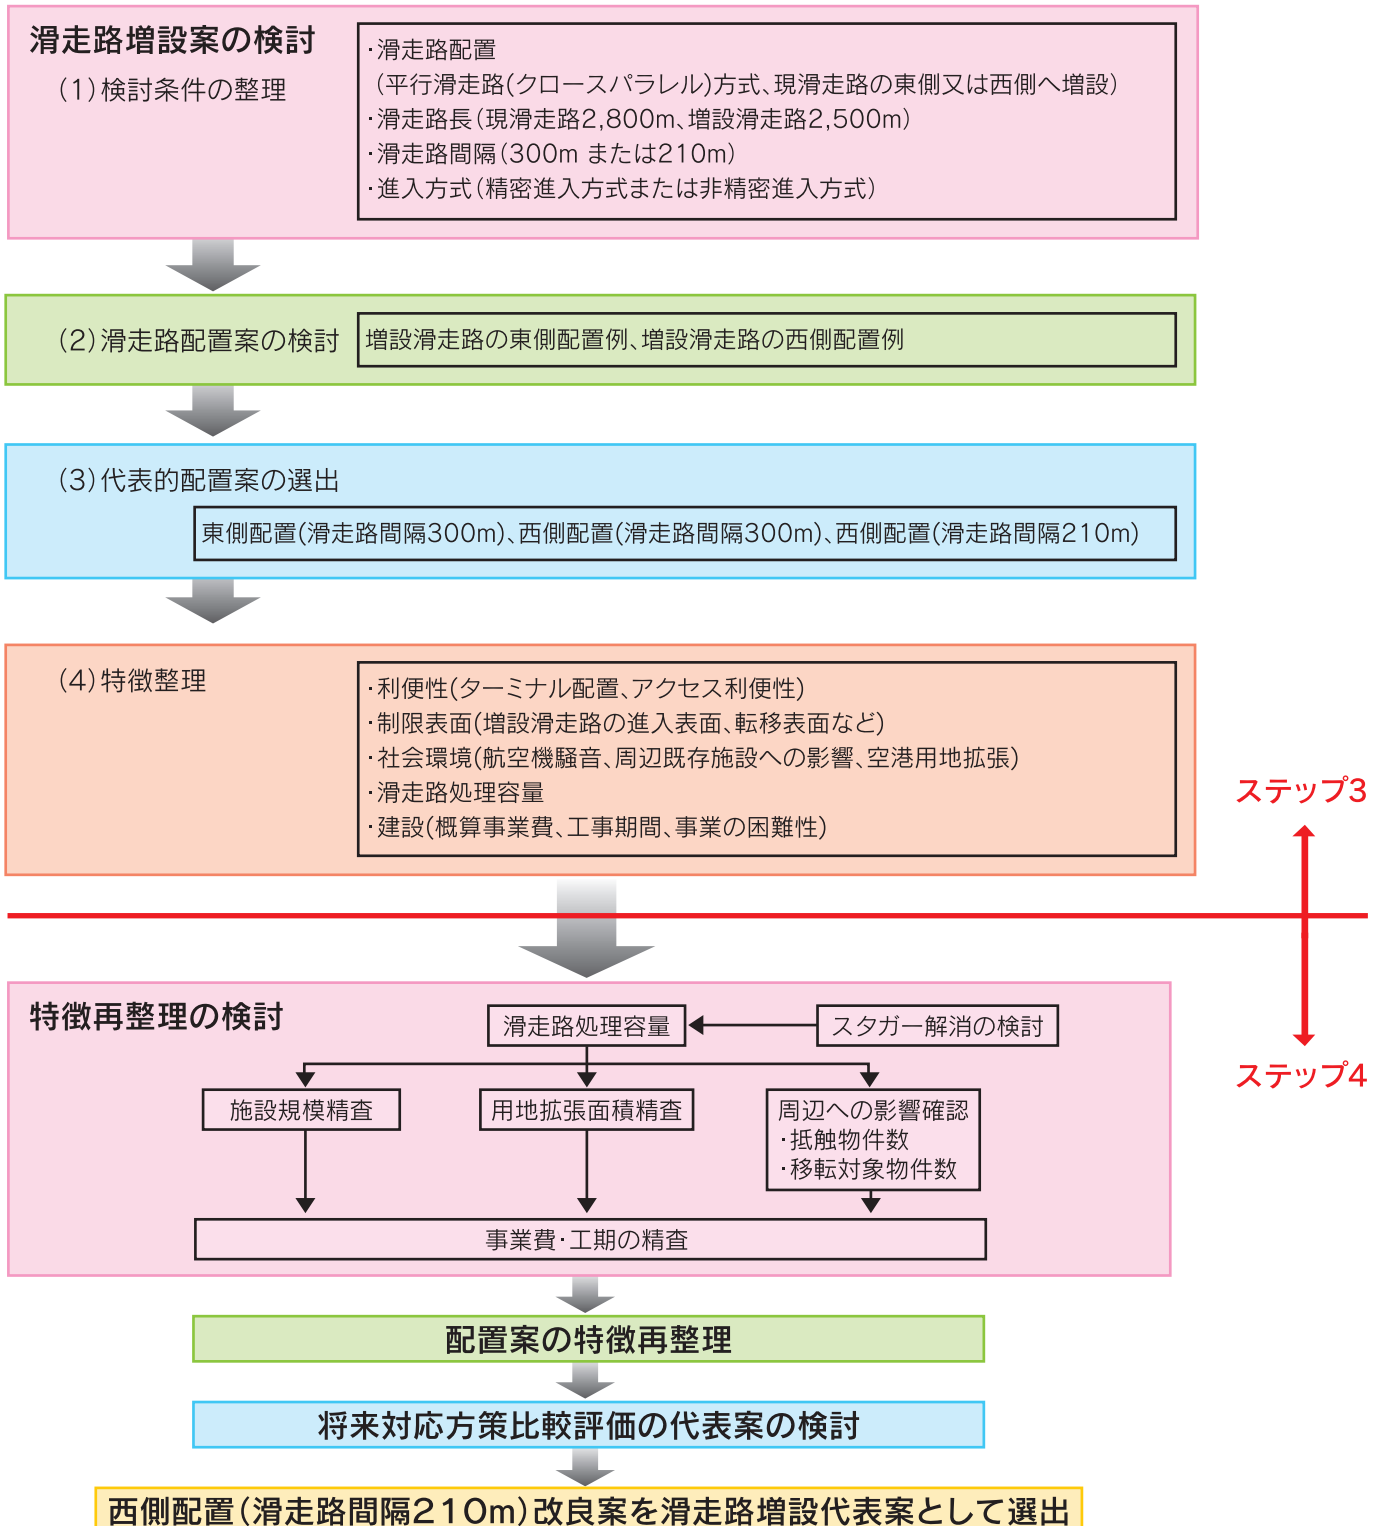 滑走路増設案の検討
(1)検討条件の整理
・滑走路配置
(平行滑走路(クロースパラレル)方式、現滑走路の東側又は西側へ増設)
・滑走路長(現滑走路2,800m、増設滑走路2,500m)
・滑走路間隔(300m または210m)
・進入方式(精密進入方式または非精密進入方式)
(2)滑走路配置案の検討
増設滑走路の東側配置例、増設滑走路の西側配置例
(3)代表的配置案の選出
東側配置(滑走路間隔300m)、西側配置(滑走路間隔300m)、西側配置(滑走路間隔210m)
(4)特徴整理
・利便性(ターミナル配置、アクセス利便性)
・制限表面(増設滑走路の進入表面、転移表面など)
・社会環境(航空機騒音、周辺既存施設への影響、空港用地拡張)
・滑走路処理容量
・建設(概算事業費、工事期間、事業の困難性)
ステップ3
ステップ4
特徴再整理の検討
滑走路処理容量
スタガー解消の検討
施設規模精査
用地拡張面積精査
周辺への影響確認
・抵触物件数
・移転対象物件数
事業費・工期の精査
配置案の特徴再整理
将来対応方策比較評価の代表案の検討
西側配置(滑走路間隔210m)改良案を滑走路増設代表案として選出